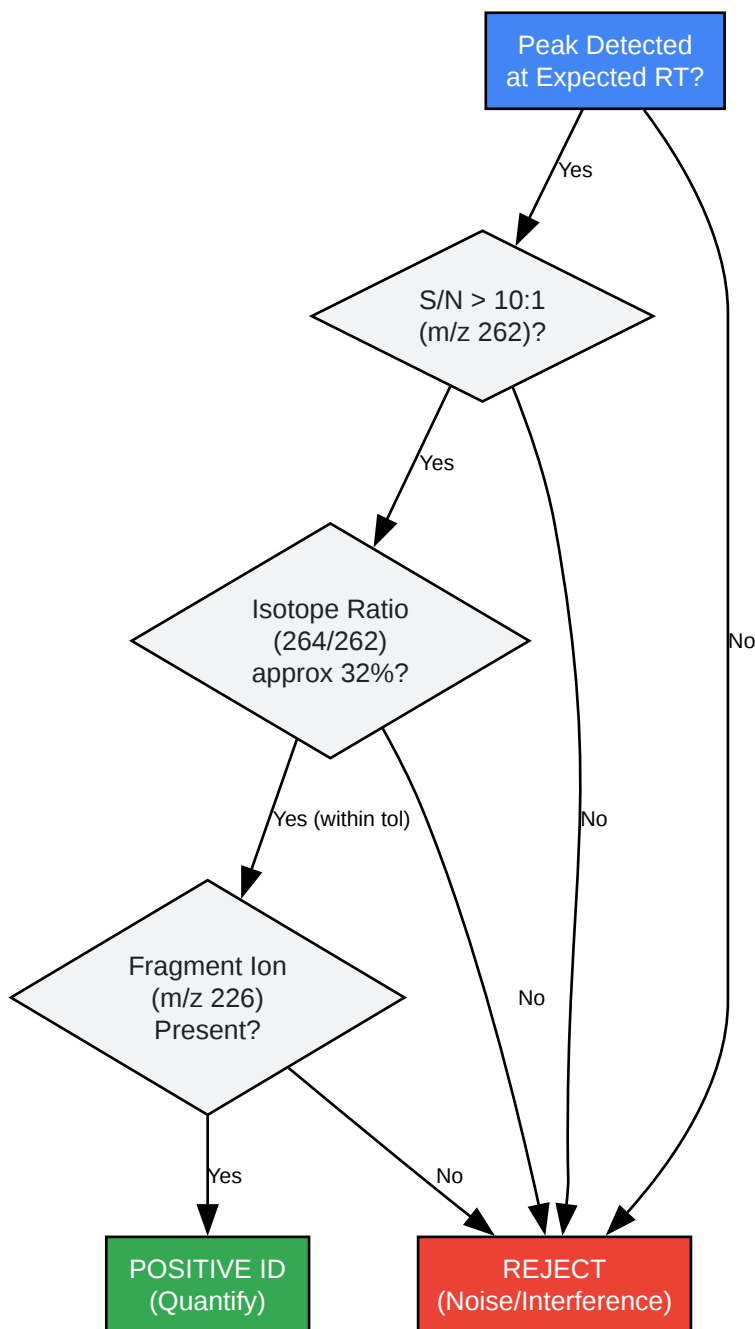 Peak Detected
at Expected RT?
Yes
S/N > 10:1
(m/z 262)?
Yes
Isotope Ratio
(264/262)
approx 32%?
No
Yes (within tol)
No
Fragment Ion
(m/z 226)
Present?
No
Yes
No
POSITIVE ID
(Quantify)
REJECT
(Noise/Interference)